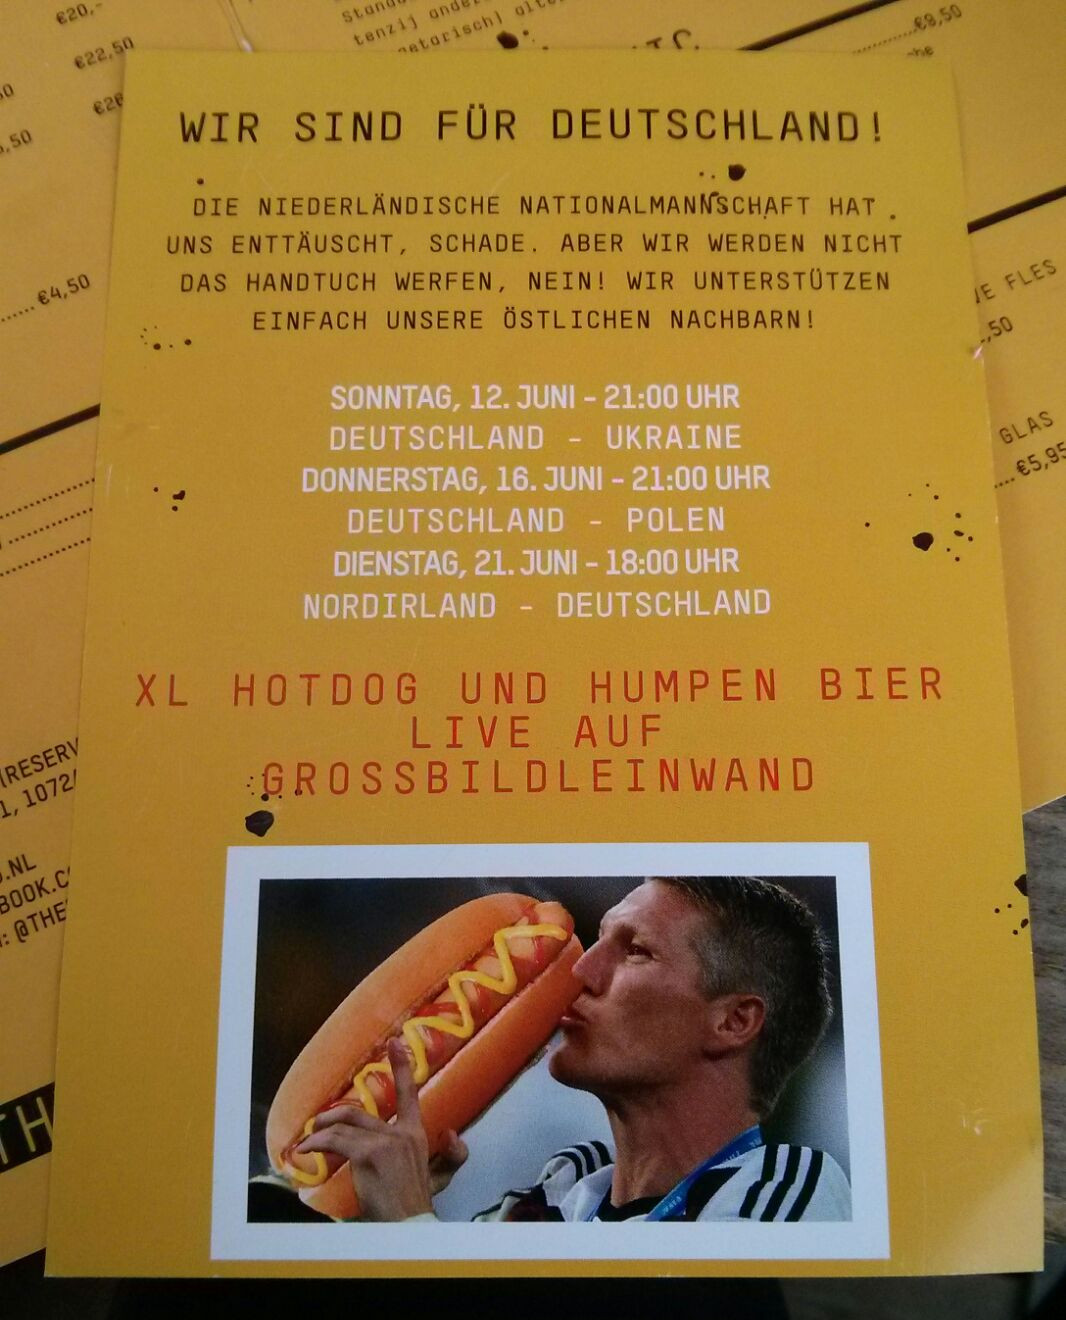 €20,-
€22,50
tenzij
€9,50
WIR SIND FÜR DEUTSCHLAND!
DIE NIEDERLÄNDISCHE NATIONALMANNSCHAFT HAT
UNS ENTTÄUSCHT, SCHADE. ABER WIR WERDEN NICHT
DAS HANDTUCH WERFEN, NEIN! WIR UNTERSTÜTZEN
EINFACH UNSERE ÖSTLICHEN NACHBARN!
€4,50
FLES
SONNTAG, 12. JUNI - 21:00 UHR
DEUTSCHLAND - UKRAINE
DONNERSTAG, 16. JUNI - 21:00 UHR
DEUTSCHLAND - POLEN
DIENSTAG, 21. JUNI - 18:00 UHR
NORDIRLAND - DEUTSCHLAND
GLAS
€5,95
XL HOTDOG UND HUMPEN BIER
LIVE AUF
GROSSBILDLEINWAND